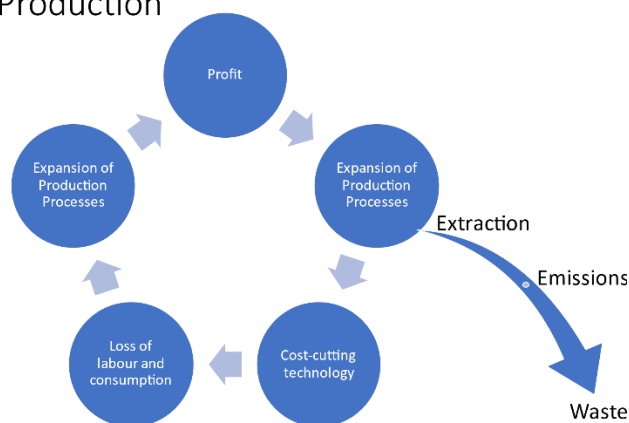 Production
Profit
Expansion of
Production
Processes
Expansion of
Production
Processes
Extraction
Emissions
Loss of
labour and
consumption
Cost-cutting
technology
Waste